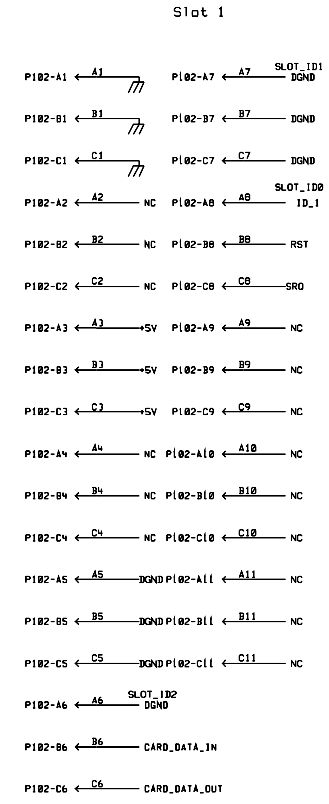 Slot 1
SLOT_ID1
P102-A1 A1 P102-A7 A7 DGND
P102-B1 B1 P102-B7 B7 DGND
P102-C1 C1 P102-C7 C7 DGND
SLOT_ID0
P102-A2 A2 NC P102-A8 A8 ID_1
P102-B2 B2 NC P102-B8 B8 RST
P102-C2 C2 NC P102-C8 C8 SRQ
P102-A3 A3 +5V P102-A9 A9 NC
P102-B3 B3 +5V P102-B9 B9 NC
P102-C3 C3 +5V P102-C9 C9 NC
P102-A4 A4 NC P102-A10 A10 NC
P102-B4 B4 NC P102-B10 B10 NC
P102-C4 C4 NC P102-C10 C10 NC
P102-A5 A5 DGND P102-A11 A11 NC
P102-B5 B5 DGND P102-B11 B11 NC
P102-C5 C5 DGND P102-C11 C11 NC
SLOT_ID2
P102-A6 A6 DGND
P102-B6 B6 CARD_DATA_IN
P102-C6 C6 CARD_DATA_OUT